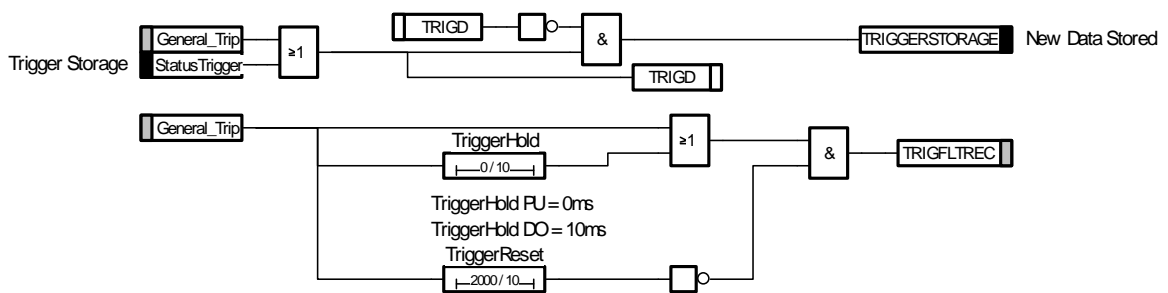 TRIGD
General_Trip
≥1
&
TRIGGERSTORAGE
New Data Stored
Trigger Storage
StatusTrigger
TRIGD
General_Trip
TriggerHold
≥1
0 / 10
&
TRIGFLTREC
TriggerHold PU = 0ms
TriggerHold DO = 10ms
TriggerReset
2000 / 10